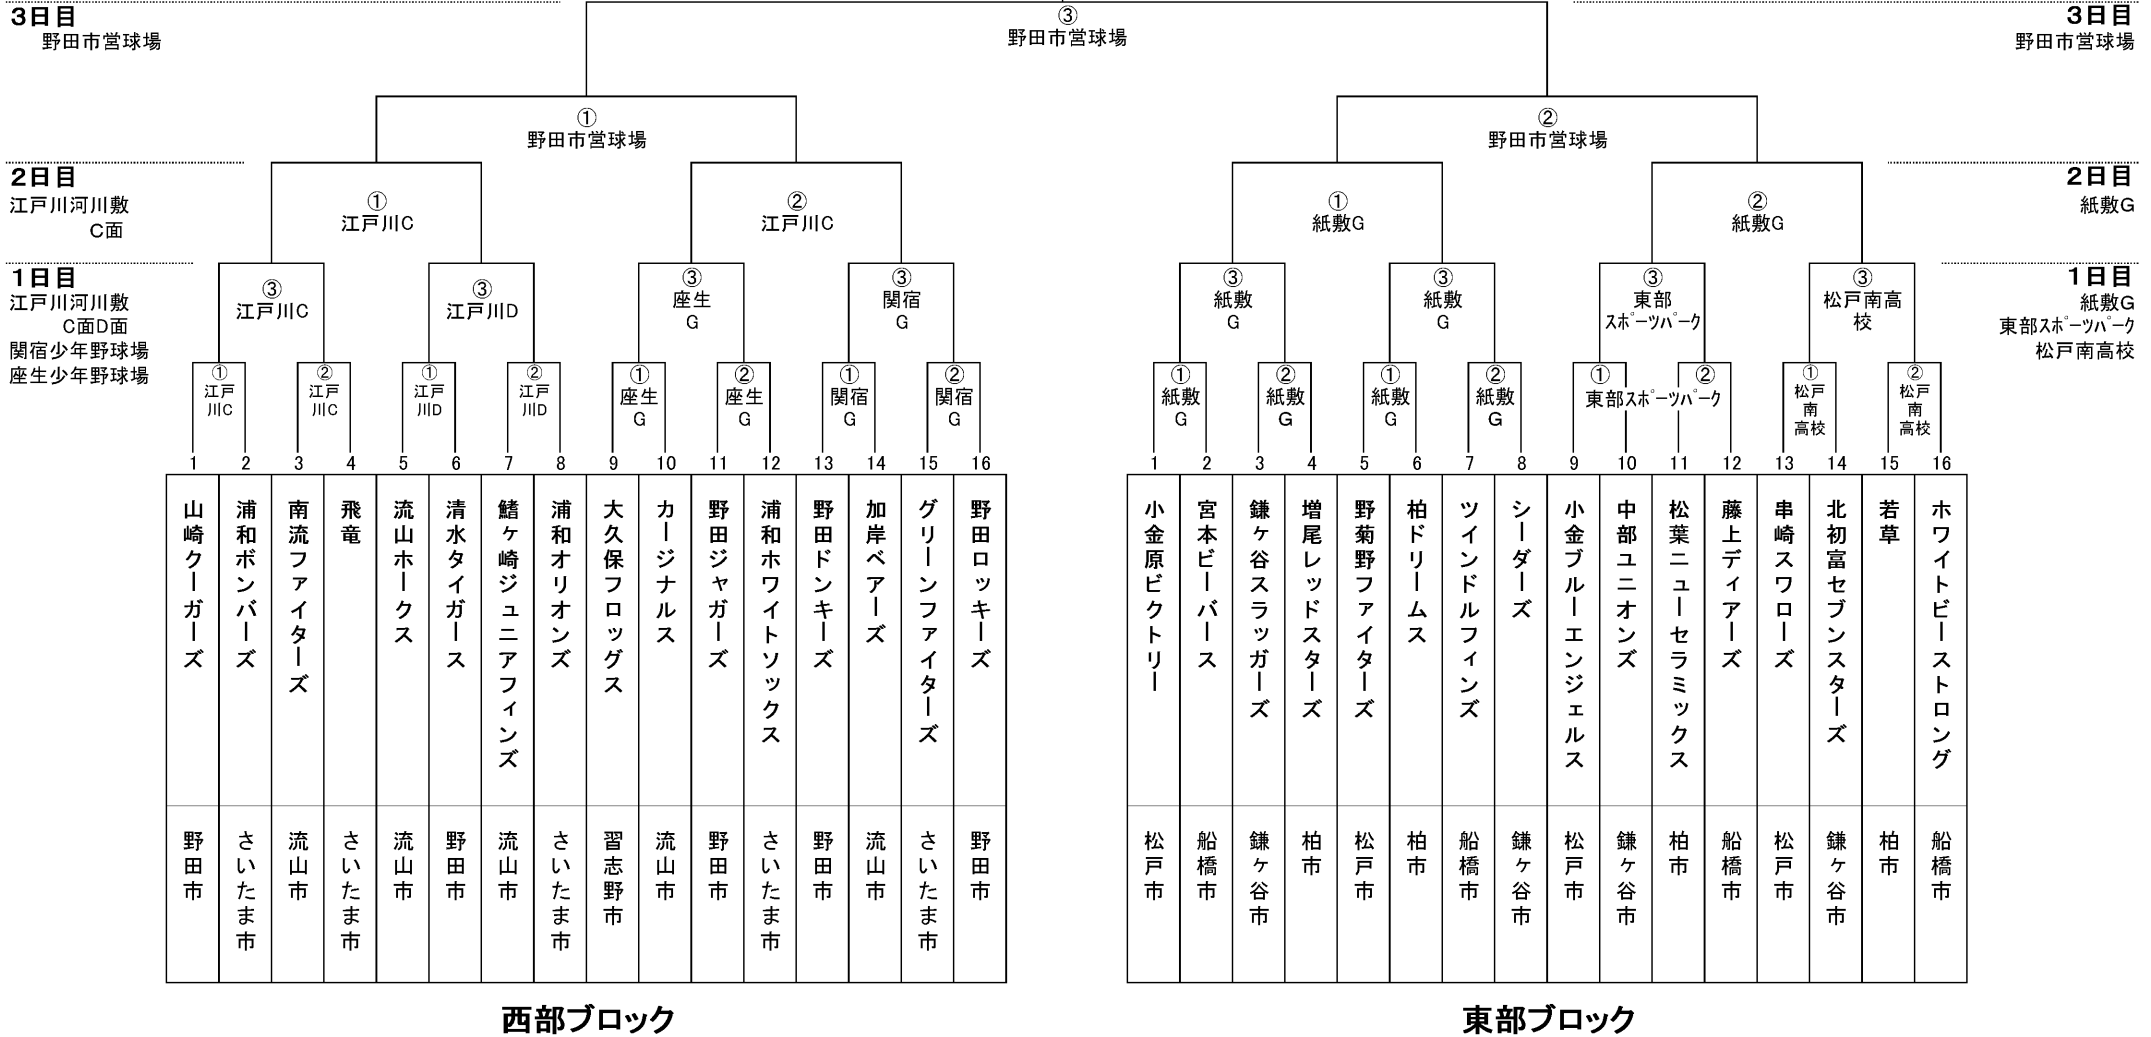 3日目
野田市営球場
③
野田市営球場
3日目
野田市営球場
①
野田市営球場
②
野田市営球場
2日目
江戸川河川敷
C面
①
江戸川C
②
江戸川C
①
紙敷G
②
紙敷G
2日目
紙敷G
1日目
江戸川河川敷
C面D面
関宿少年野球場
座生少年野球場
③
江戸川C
③
江戸川D
③
座生
G
③
関宿
G
③
紙敷
G
③
紙敷
G
③
東部
スポーツパーク
③
松戸南高
校
1日目
紙敷G
東部スポーツパーク
松戸南高校
①
江戸
川C
②
江戸
川C
①
江戸
川D
②
江戸
川D
①
座生
G
②
座生
G
①
関宿
G
②
関宿
G
①
紙敷
G
②
紙敷
G
①
紙敷
G
②
紙敷
G
①
②
東部スポーツパーク
①
松戸
南
高校
②
松戸
南
高校
1 2 3 4 5 6 7 8 9 10 11 12 13 14 15 16
1 2 3 4 5 6 7 8 9 10 11 12 13 14 15 16
山崎クーガーズ
浦和ボンバーズ
南流ファイターズ
飛竜
流山ホークス
清水タイガース
鰭ヶ崎ジュニアフィンズ
浦和オリオンズ
大久保フロッグス
カージナルス
野田ジャガーズ
浦和ホワイトソックス
野田ドンキーズ
加岸ベアーズ
グリーンファイターズ
野田ロッキーズ
野田市
さいたま市
流山市
さいたま市
流山市
野田市
流山市
さいたま市
習志野市
流山市
野田市
さいたま市
野田市
流山市
さいたま市
野田市
西部ブロック
小金原ビクトリー
宮本ビーバース
鎌ヶ谷スラッガーズ
増尾レッドスターズ
野菊野ファイターズ
柏ドリームス
ツインドルフィンズ
シーダーズ
小金ブルーエンジェルス
中部ユニオンズ
松葉ニューセラミックス
藤上ディアーズ
串崎スワローズ
北初富セブンスターズ
若草
ホワイトビーストロング
松戸市
船橋市
鎌ヶ谷市
柏市
松戸市
柏市
船橋市
鎌ヶ谷市
松戸市
鎌ヶ谷市
柏市
船橋市
松戸市
鎌ヶ谷市
柏市
船橋市
東部ブロック